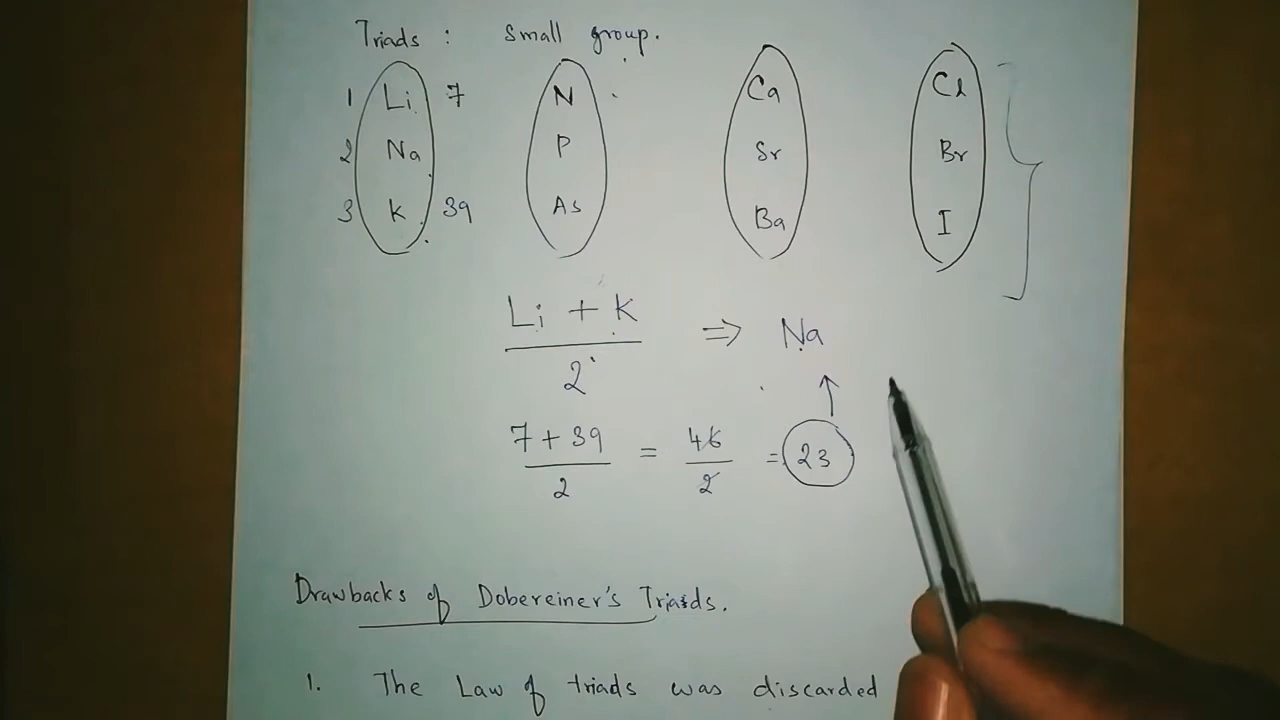 Triads : Small group.
1 Li 7 N Ca Cl
2 Na P Sr Br
3 K 39 As Ba I
Li + K / 2 ⇒ Na
7 + 39 / 2 = 46 / 2 = 23
Drawbacks of Dobereiner's Triads.
1. The Law of triads was discarded